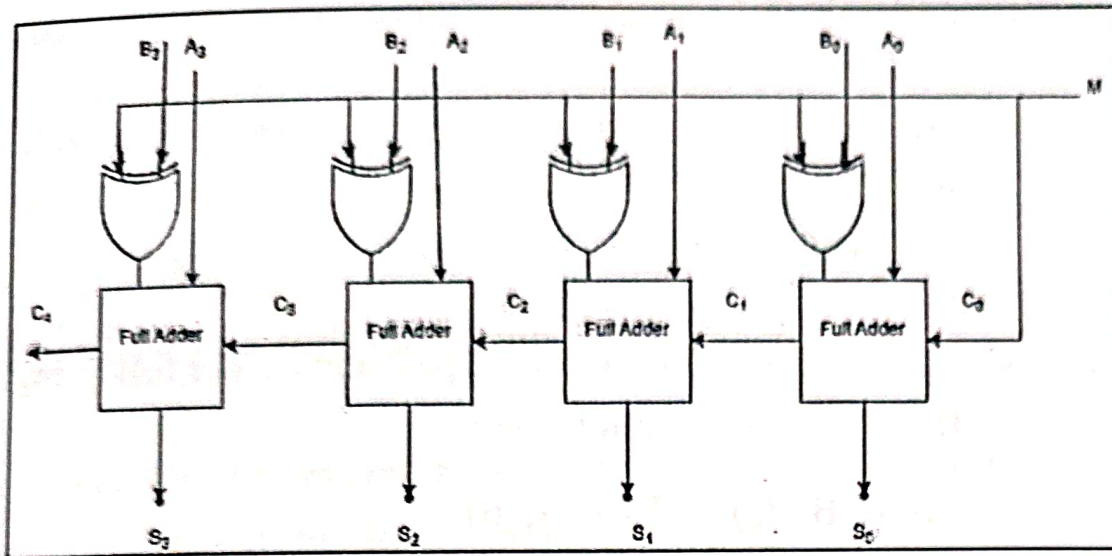 B₃ A₃ B₂ A₂ B₁ A₁ B₀ A₀
M
C₄ Full Adder C₃ Full Adder C₂ Full Adder C₁ Full Adder C₀
S₃ S₂ S₁ S₀